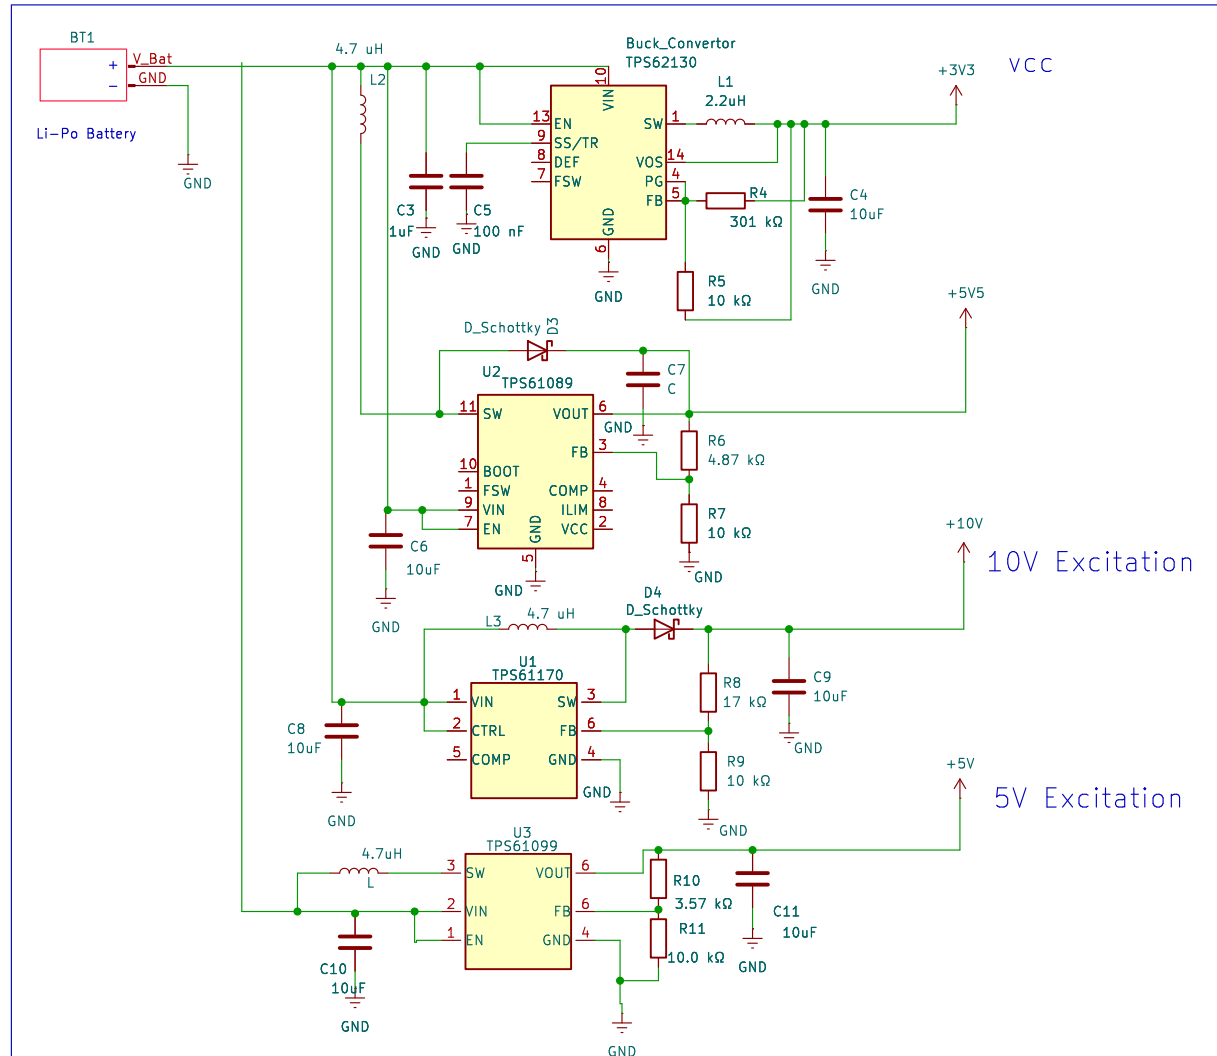 BT1
+
V_Bat
GND
−
Li-Po Battery
GND
4.7 uH
L2
C3
1uF
GND
C5
100 nF
GND
Buck_Convertor
TPS62130
10
VIN
13
EN
9
SS/TR
8
DEF
7
FSW
SW
1
VOS
14
PG
4
FB
5
GND
6
GND
L1
2.2uH
R4
301 kΩ
R5
10 kΩ
C4
10uF
GND
+3V3
VCC
D_Schottky
D3
C7
C
GND
+5V5
U2
TPS61089
11
SW
10
BOOT
1
FSW
9
VIN
7
EN
VOUT
6
FB
3
COMP
4
ILIM
8
VCC
2
GND
5
GND
R6
4.87 kΩ
R7
10 kΩ
GND
C6
10uF
GND
+10V
10V Excitation
L3
4.7 uH
D4
D_Schottky
U1
TPS61170
1
VIN
2
CTRL
5
COMP
SW
3
FB
6
GND
4
GND
R8
17 kΩ
R9
10 kΩ
GND
C9
10uF
GND
C8
10uF
GND
+5V
5V Excitation
4.7uH
L
U3
TPS61099
3
SW
2
VIN
1
EN
VOUT
6
FB
6
GND
4
R10
3.57 kΩ
R11
10.0 kΩ
C11
10uF
GND
C10
10uF
GND
GND